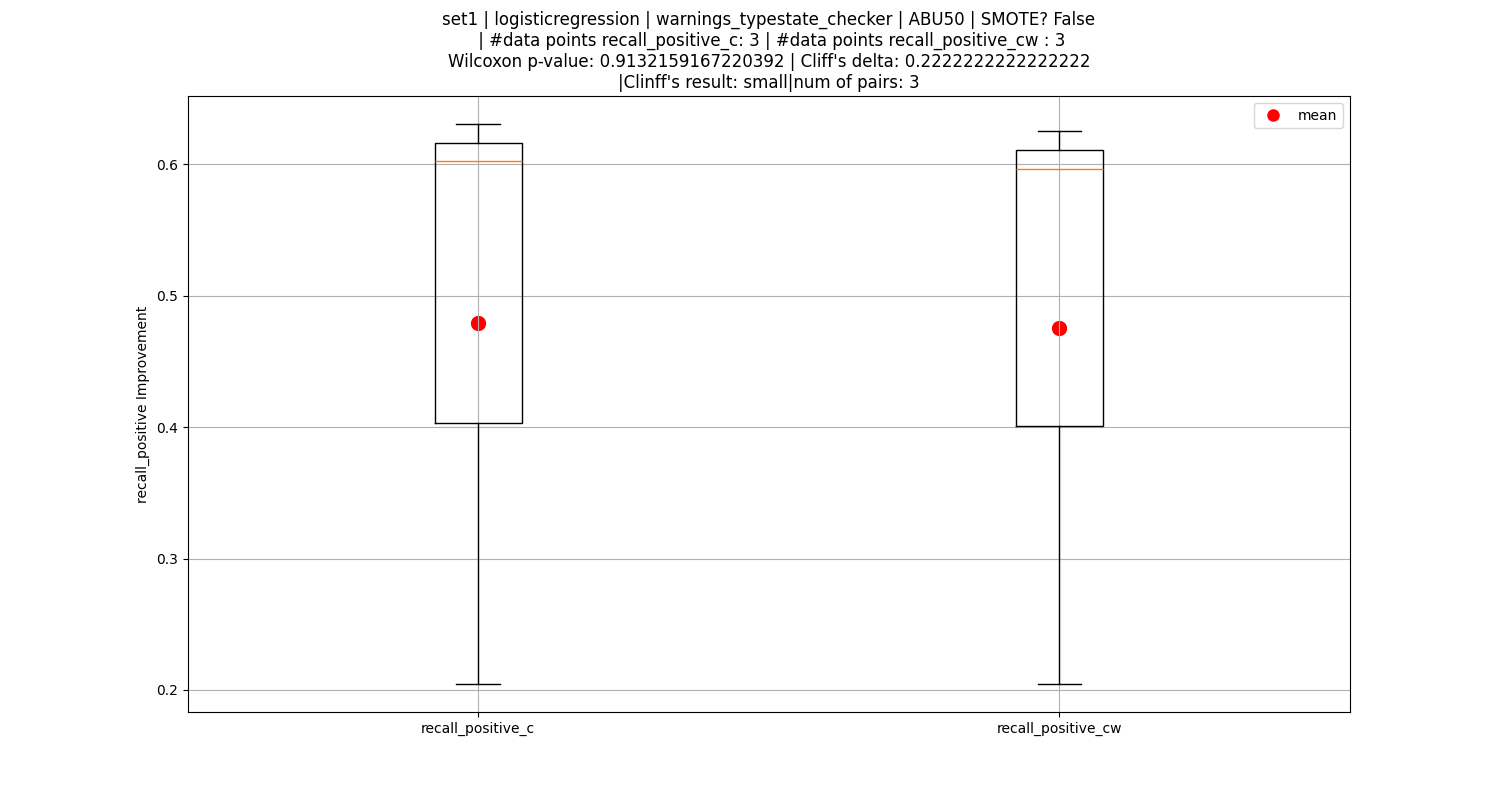 set1 | logisticregression | warnings_typestate_checker | ABU50 | SMOTE? False
| #data points recall_positive_c: 3 | #data points recall_positive_cw : 3
Wilcoxon p-value: 0.9132159167220392 | Cliff's delta: 0.2222222222222222
|Clinff's result: small|num of pairs: 3
mean
recall_positive Improvement
0.6
0.5
0.4
0.3
0.2
recall_positive_c
recall_positive_cw